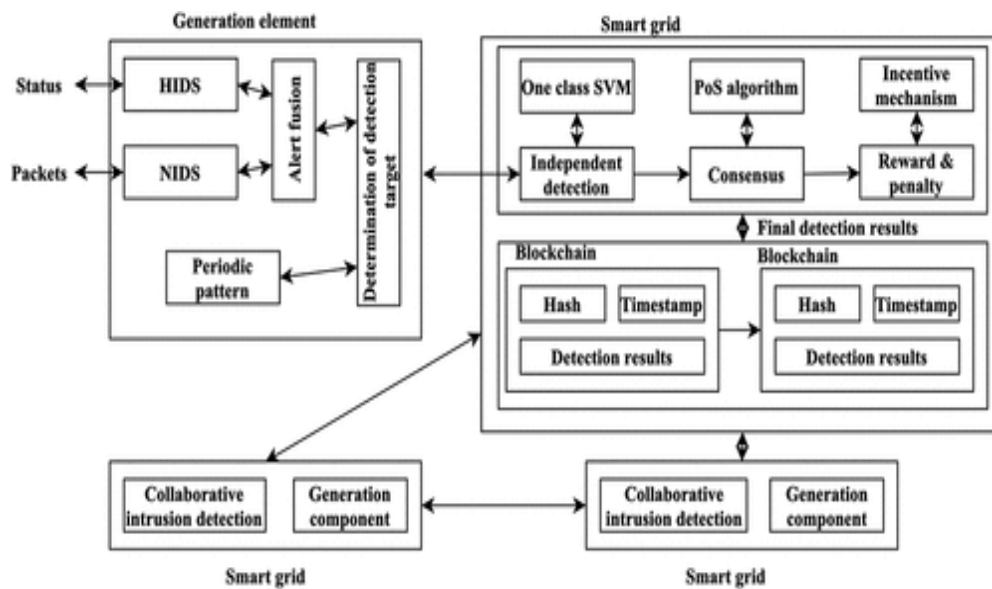 Generation element
Status
HIDS
Packets
NIDS
Alert fusion
Determination of detection
target
Periodic
pattern
Smart grid
One class SVM
PoS algorithm
Incentive
mechanism
Independent
detection
Consensus
Reward &
penalty
Final detection results
Blockchain
Hash
Timestamp
Detection results
Blockchain
Hash
Timestamp
Detection results
Collaborative
intrusion detection
Generation
component
Smart grid
Collaborative
intrusion detection
Generation
component
Smart grid